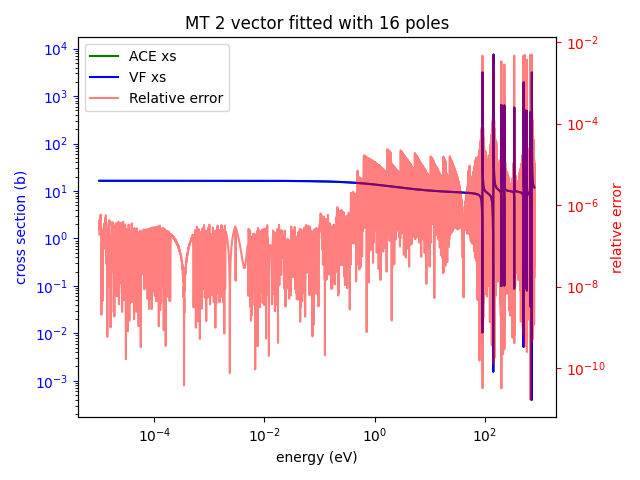 MT 2 vector fitted with 16 poles
ACE xs
VF xs
Relative error
cross section (b)
10^4
10^3
10^2
10^1
10^0
10^-1
10^-2
10^-3
10^-2
10^-4
10^-6
10^-8
10^-10
relative error
10^-4
10^-2
10^0
10^2
energy (eV)